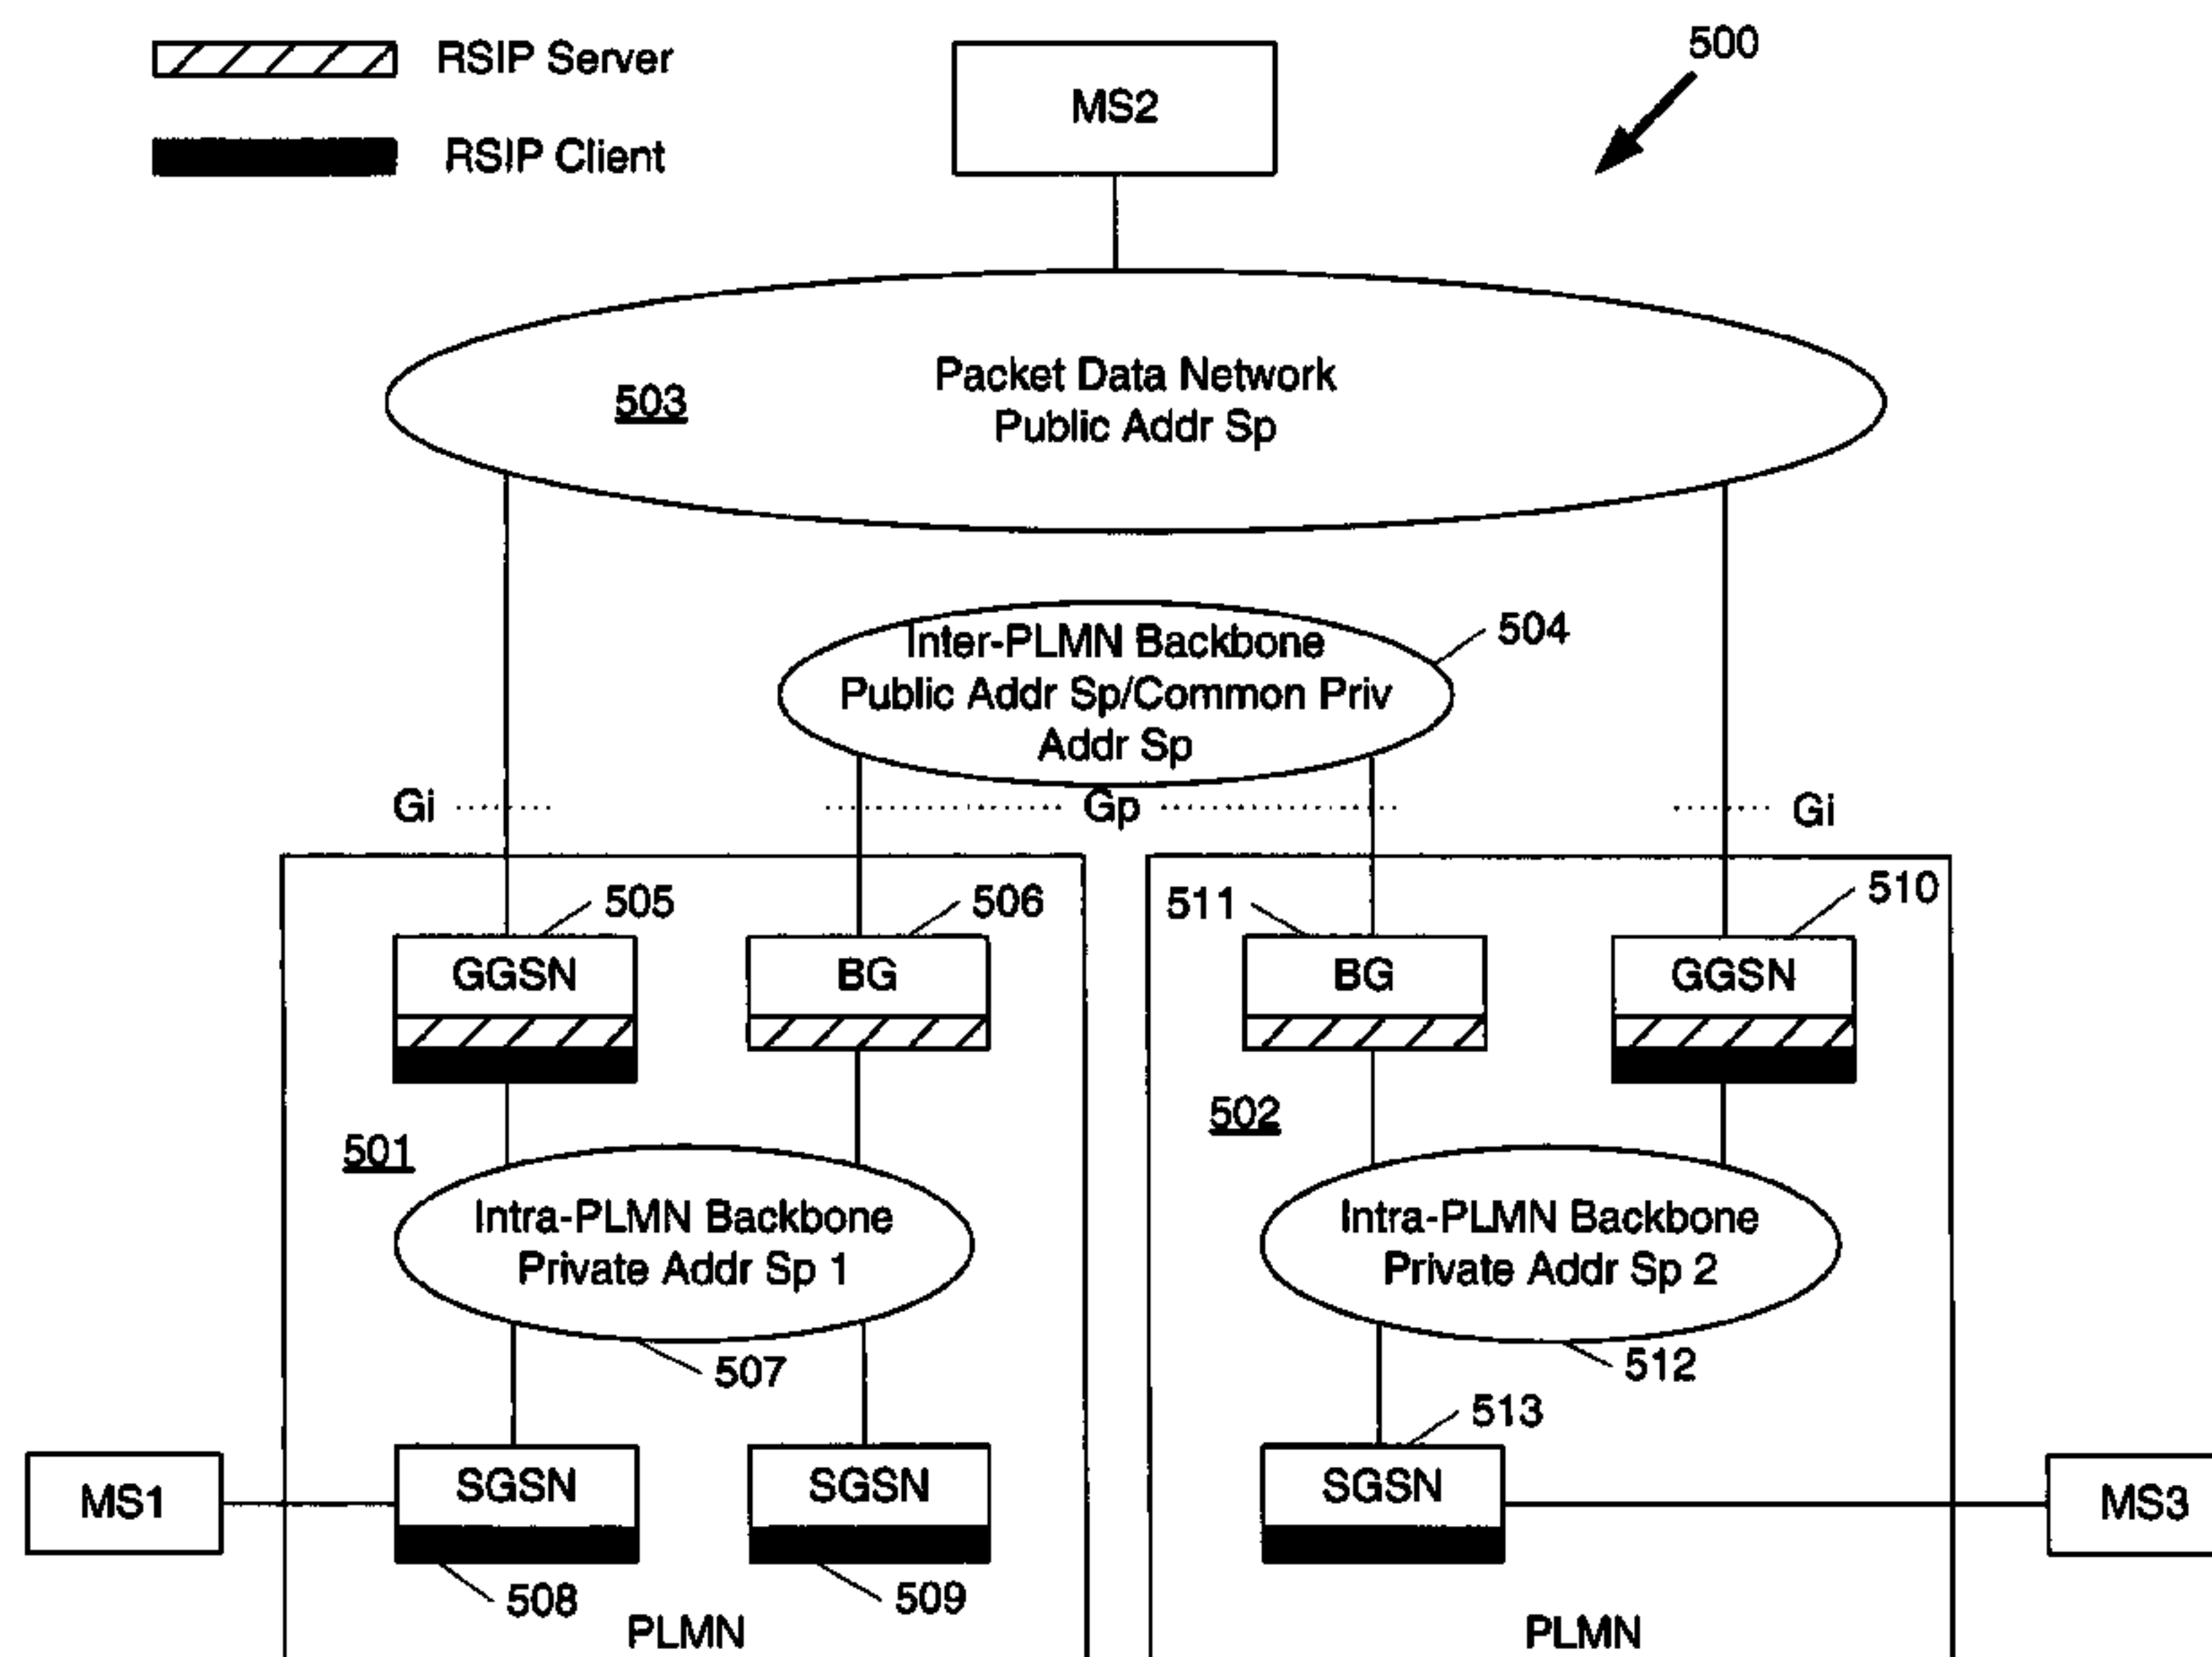 RSIP Server
RSIP Client
MS2
500
503
Packet Data Network
Public Addr Sp
Inter-PLMN Backbone
Public Addr Sp/Common Priv
Addr Sp
504
Gi
Gp
Gi
505
506
511
510
GGSN
BG
BG
GGSN
501
502
Intra-PLMN Backbone
Private Addr Sp 1
Intra-PLMN Backbone
Private Addr Sp 2
507
512
513
MS1
SGSN
SGSN
SGSN
MS3
508
509
PLMN
PLMN